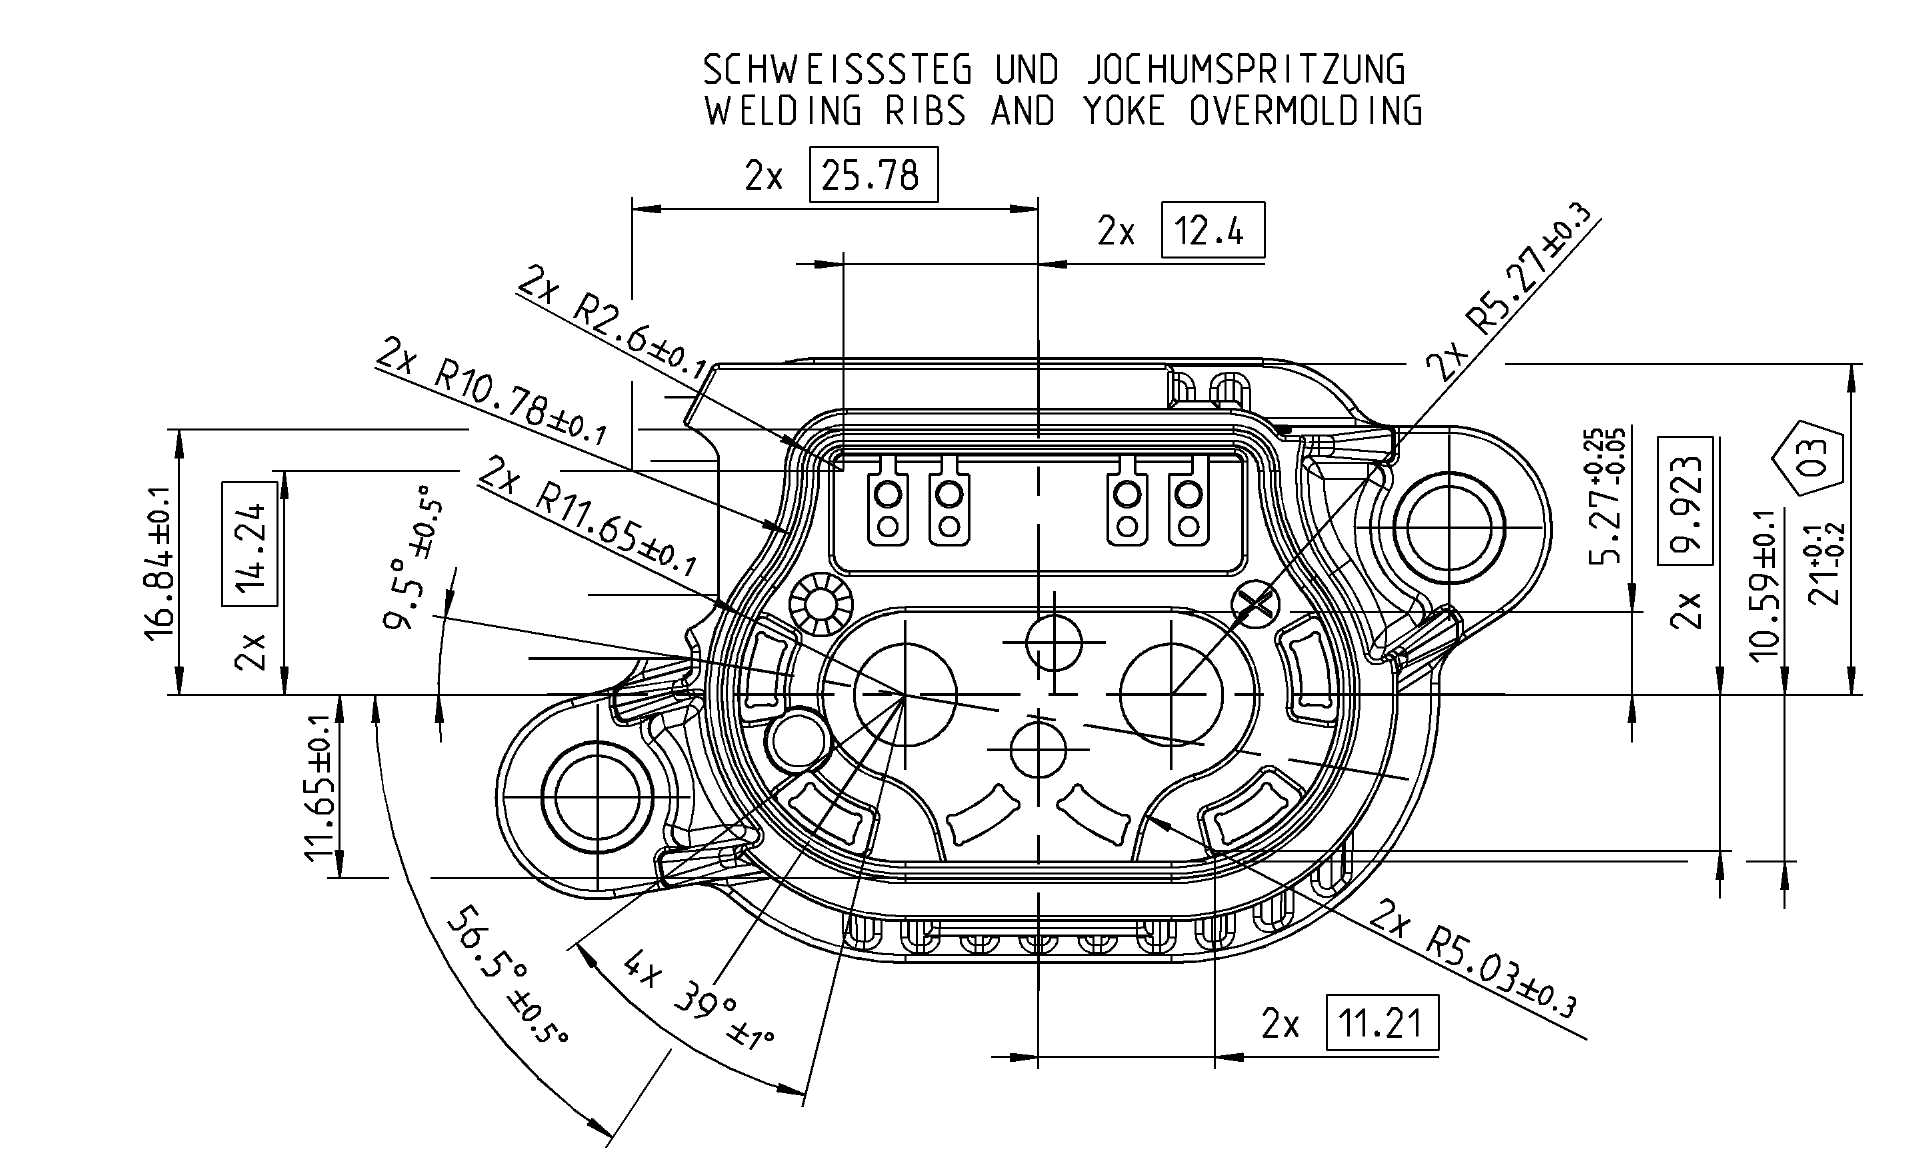 SCHWEISSSTEG UND JOCHUMSPRITZUNG
WELDING RIBS AND YOKE OVERMOLDING
2x 25.78
2x 12.4
2x R2.6±0.1
2x R10.78±0.1
2x R11.65±0.1
2x R5.27±0.3
16.84±0.1
2x 14.24
9.5°±0.5°
11.65±0.1
56.5°±0.5°
4x 39°±1°
5.27+0.25-0.05
2x 9.923
10.59±0.1
21+0.1-0.2
03
2x R5.03±0.3
2x 11.21